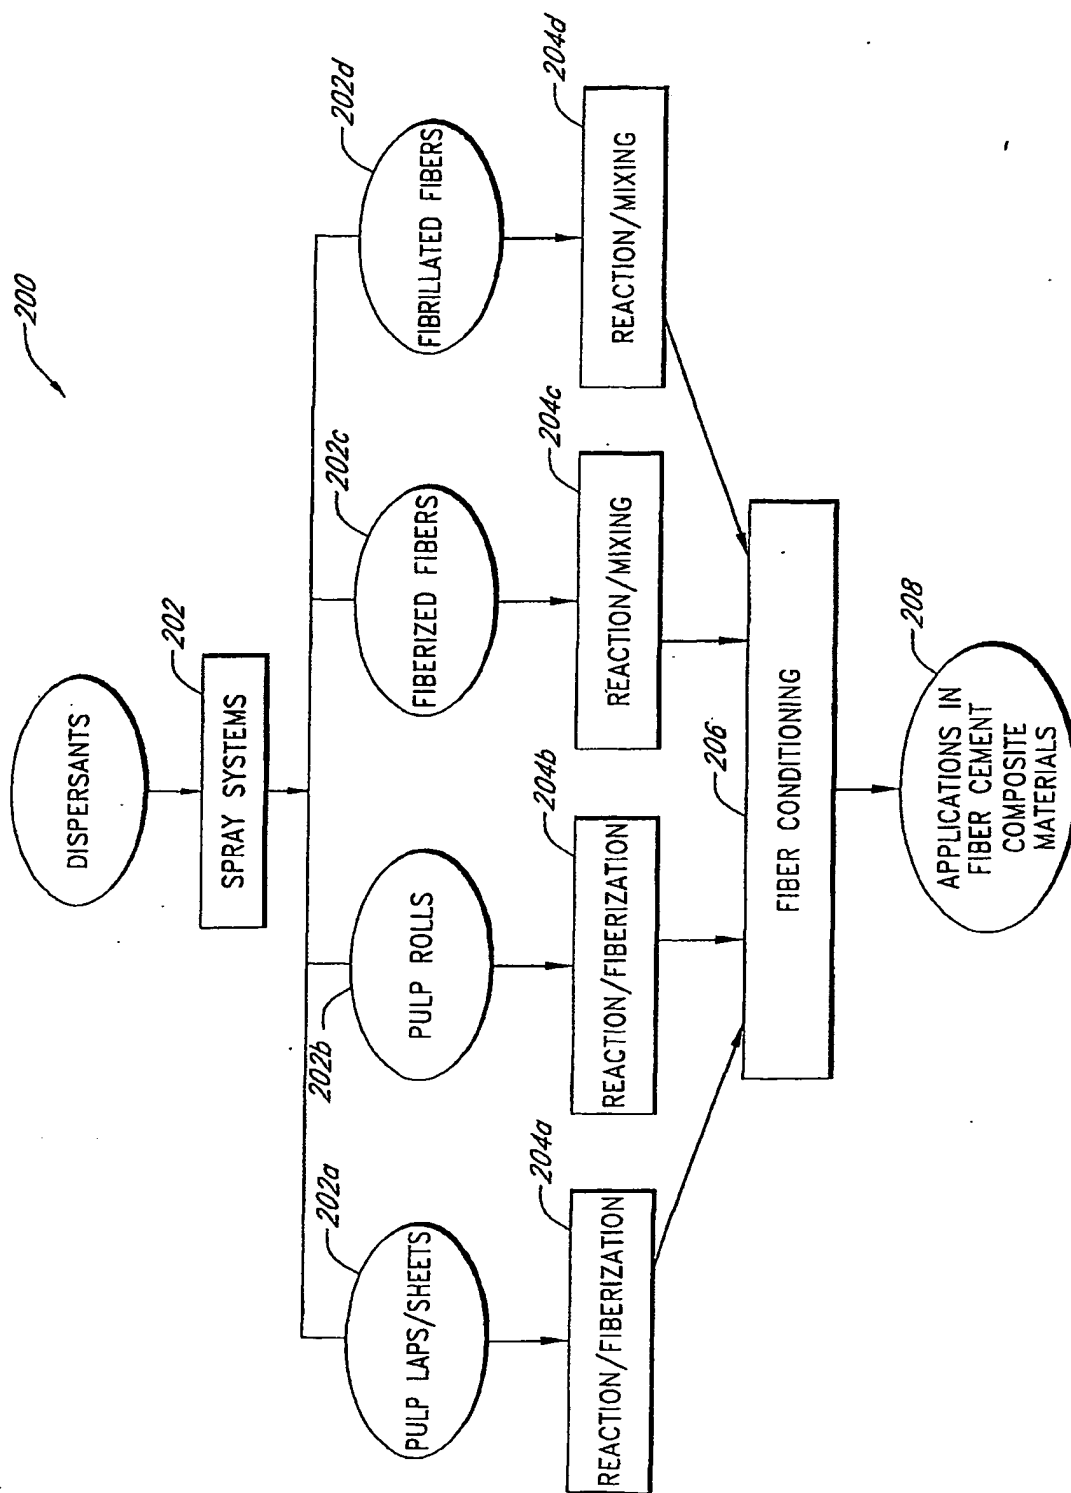 200
DISPERSANTS
202
SPRAY SYSTEMS
202a
PULP LAPS/SHEETS
202b
PULP ROLLS
202c
FIBERIZED FIBERS
202d
FIBRILLATED FIBERS
204a
REACTION/FIBERIZATION
204b
REACTION/FIBERIZATION
204c
REACTION/MIXING
204d
REACTION/MIXING
206
FIBER CONDITIONING
208
APPLICATIONS IN
FIBER CEMENT
COMPOSITE
MATERIALS